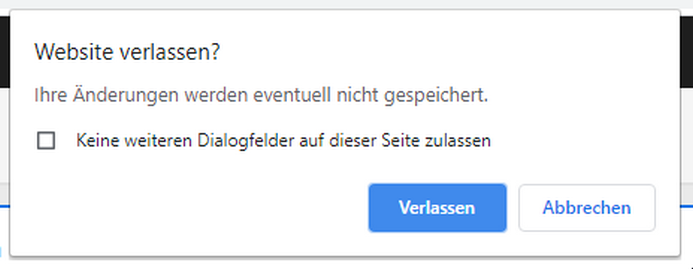 Website verlassen?
Ihre Änderungen werden eventuell nicht gespeichert.
Keine weiteren Dialogfelder auf dieser Seite zulassen
Verlassen Abbrechen